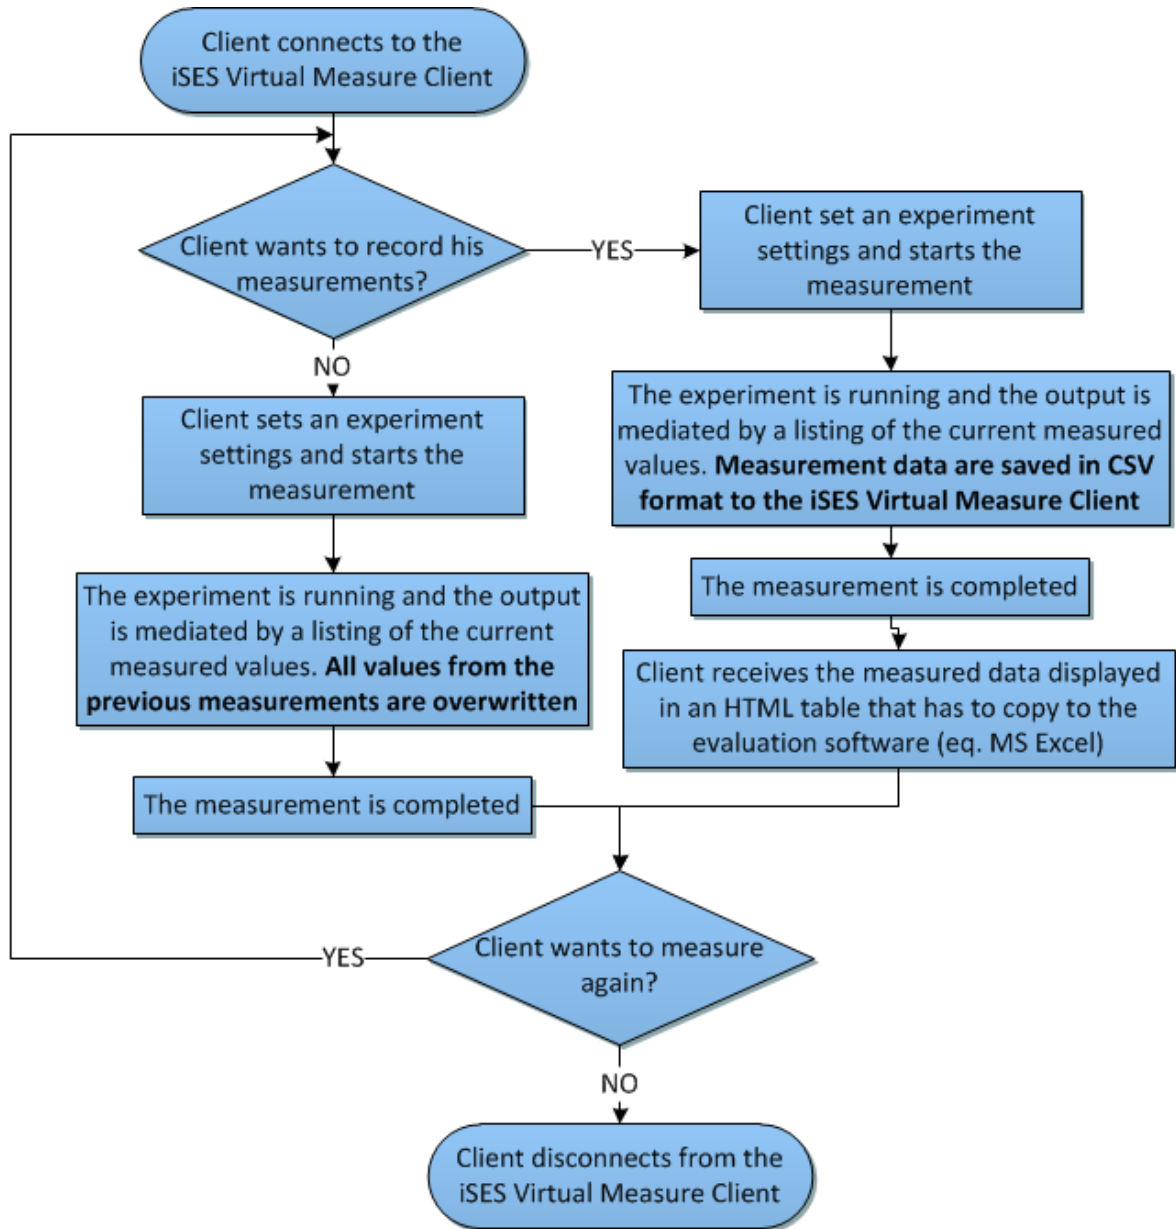 Client connects to the
iSES Virtual Measure Client
Client wants to record his
measurements?
YES
Client set an experiment
settings and starts the
measurement
NO
Client sets an experiment
settings and starts the
measurement
The experiment is running and the output is
mediated by a listing of the current measured
values. Measurement data are saved in CSV
format to the iSES Virtual Measure Client
The measurement is completed
The experiment is running and the output
is mediated by a listing of the current
measured values. All values from the
previous measurements are overwritten
Client receives the measured data displayed
in an HTML table that has to copy to the
evaluation software (eq. MS Excel)
The measurement is completed
Client wants to measure
again?
YES
NO
Client disconnects from the
iSES Virtual Measure Client